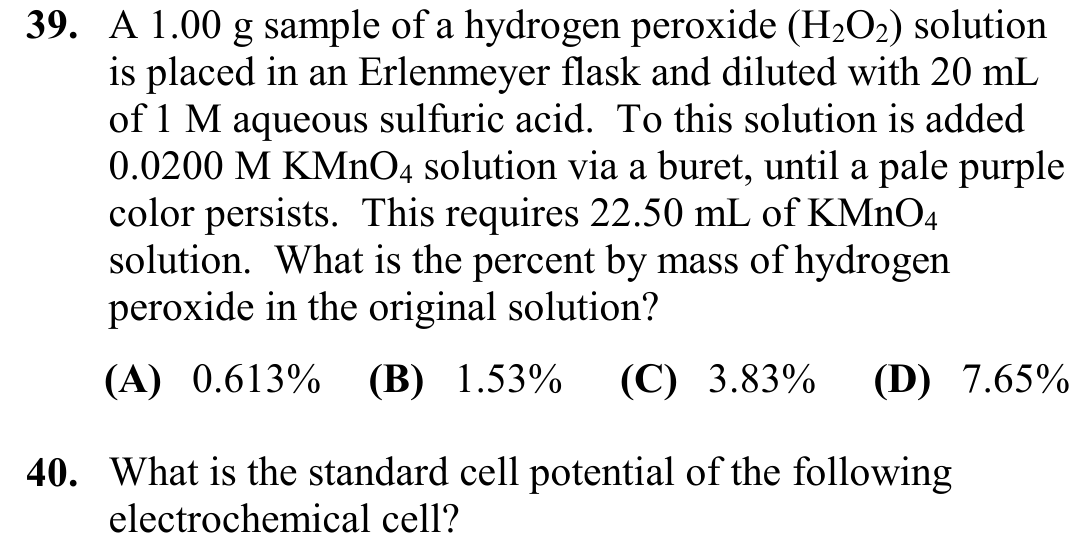 39. A 1.00 g sample of a hydrogen peroxide (H₂O₂) solution
is placed in an Erlenmeyer flask and diluted with 20 mL
of 1 M aqueous sulfuric acid. To this solution is added
0.0200 M KMnO₄ solution via a buret, until a pale purple
color persists. This requires 22.50 mL of KMnO₄
solution. What is the percent by mass of hydrogen
peroxide in the original solution?
(A) 0.613% (B) 1.53% (C) 3.83% (D) 7.65%
40. What is the standard cell potential of the following
electrochemical cell?